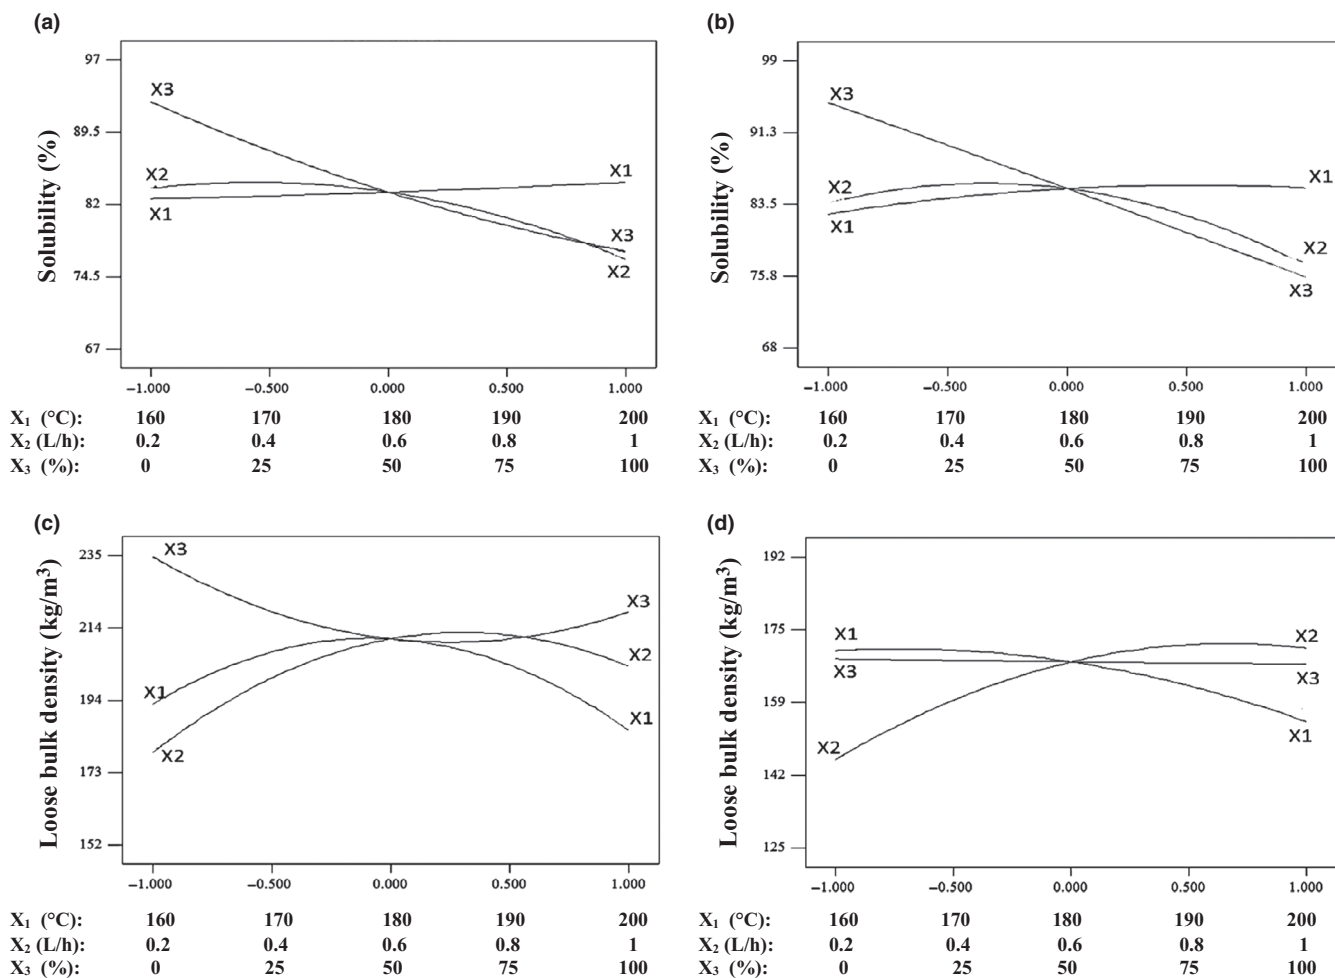 (a)
97
89.5
82
74.5
67
Solubility (%)
X3
X2
X1
X1
X3
X2
−1.000 −0.500 0.000 0.500 1.000
X₁ (°C): 160 170 180 190 200
X₂ (L/h): 0.2 0.4 0.6 0.8 1
X₃ (%): 0 25 50 75 100
(b)
99
91.3
83.5
75.8
68
Solubility (%)
X3
X2
X1
X1
X2
X3
−1.000 −0.500 0.000 0.500 1.000
160 170 180 190 200
0.2 0.4 0.6 0.8 1
X₃ (%): 0 25 50 75 100
X₁ (°C):
X₂ (L/h):
(c)
235
214
194
173
152
Loose bulk density (kg/m³)
X3
X1
X2
X3
X2
X1
−1.000 −0.500 0.000 0.500 1.000
X₁ (°C): 160 170 180 190 200
X₂ (L/h): 0.2 0.4 0.6 0.8 1
X₃ (%): 0 25 50 75 100
(d)
192
175
159
142
125
Loose bulk density (kg/m³)
X1
X3
X2
X2
X3
X1
−1.000 −0.500 0.000 0.500 1.000
X₁ (°C): 160 170 180 190 200
X₂ (L/h): 0.2 0.4 0.6 0.8 1
X₃ (%): 0 25 50 75 100